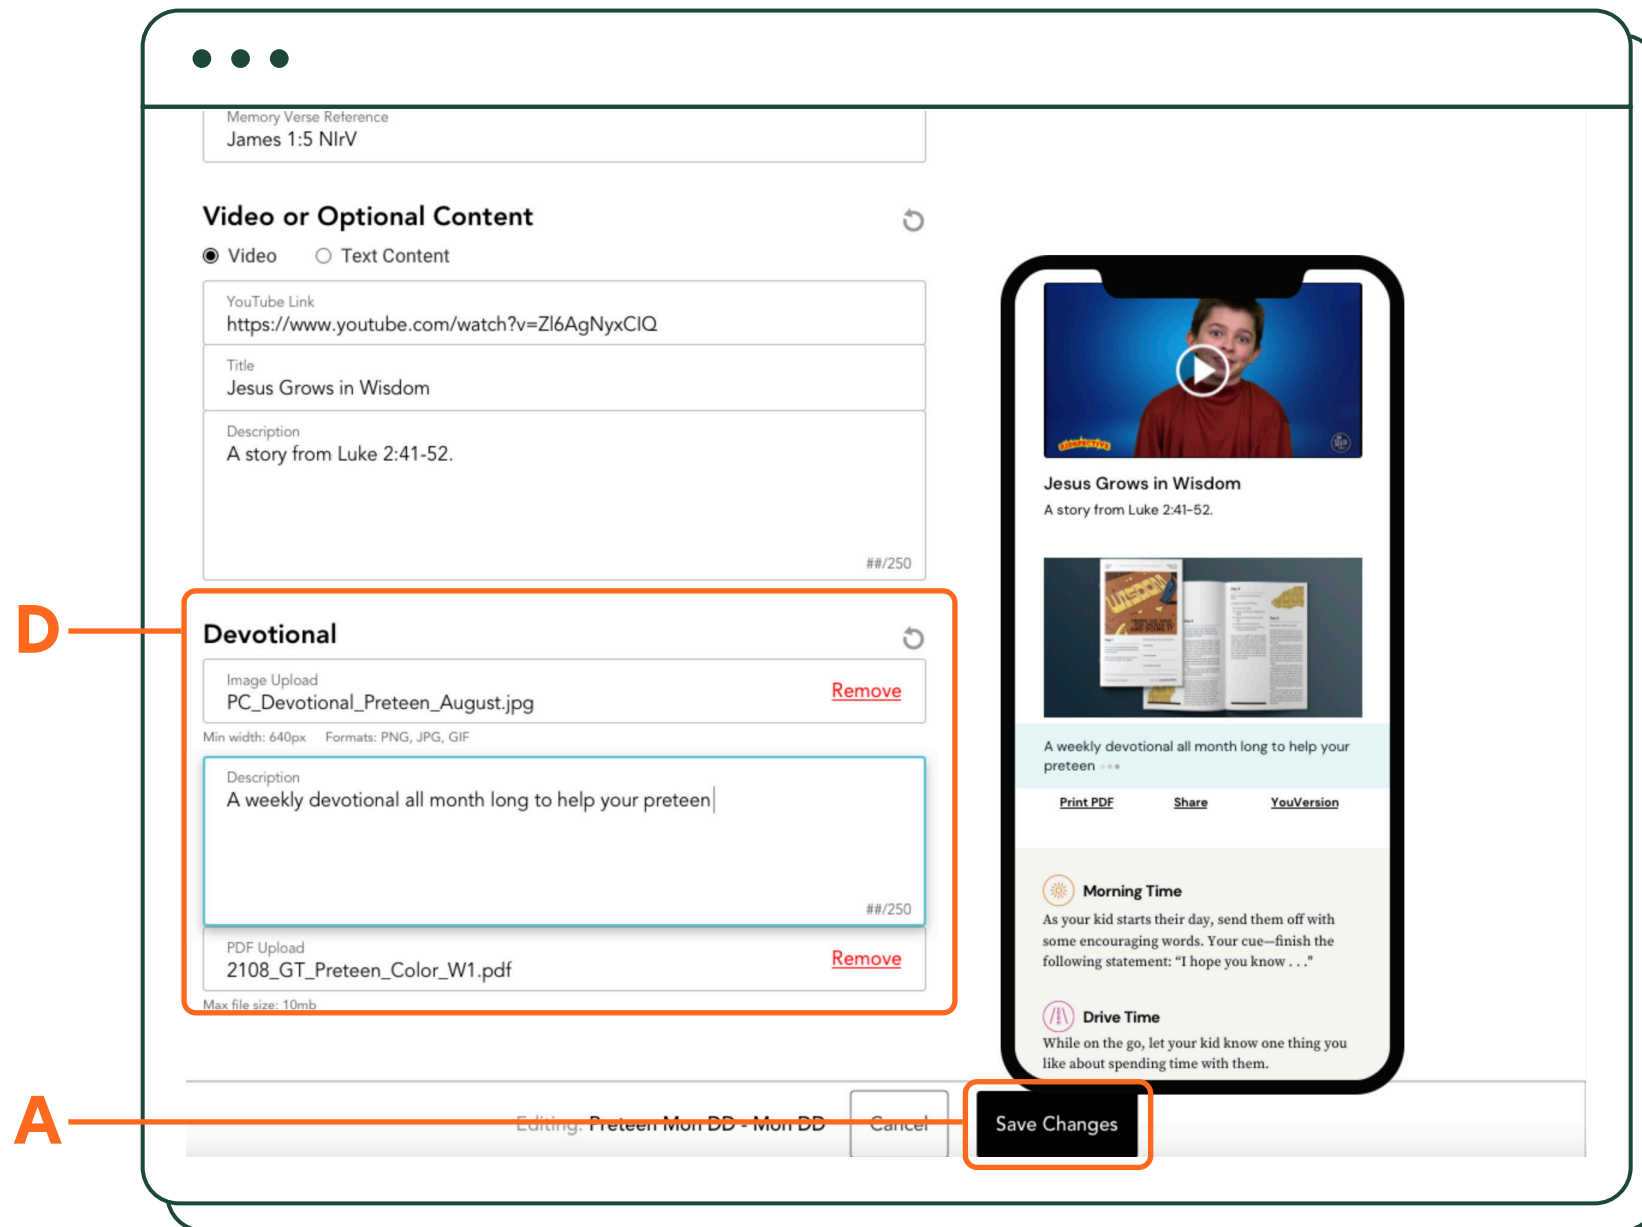 Memory Verse Reference
James 1:5 NIrV
Video or Optional Content
Video
Text Content
YouTube Link
https://www.youtube.com/watch?v=Zl6AgNyxCIQ
Title
Jesus Grows in Wisdom
Description
A story from Luke 2:41-52.
##/250
D
Devotional
Image Upload
PC_Devotional_Preteen_August.jpg
Remove
Min width: 640px Formats: PNG, JPG, GIF
Description
A weekly devotional all month long to help your preteen
##/250
PDF Upload
2108_GT_Preteen_Color_W1.pdf
Remove
Max file size: 10mb
A
Editing: Preteen Mon DD - Mon DD
Cancel
Save Changes
KIDSPECTIVE
Jesus Grows in Wisdom
A story from Luke 2:41-52.
WISDOM
A weekly devotional all month long to help your
preteen
Print PDF
Share
YouVersion
Morning Time
As your kid starts their day, send them off with
some encouraging words. Your cue—finish the
following statement: “I hope you know . . .”
Drive Time
While on the go, let your kid know one thing you
like about spending time with them.